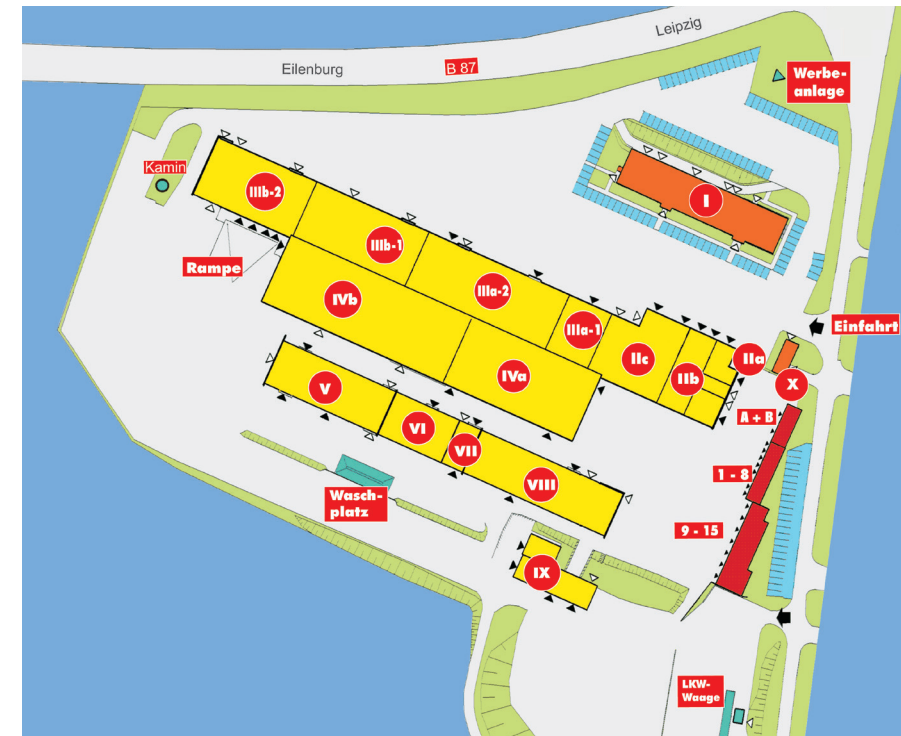 Leipzig
Eilenburg
B 87
Werbe-
anlage
Kamin
IIIb-2
I
Rampe
IIIb-1
IIIa-2
IVb
IIIa-1
Einfahrt
IIc
IIa
IIb
IVa
X
V
A + B
VI
VII
1 - 8
VIII
Wasch-
platz
9 - 15
IX
LKW-
Waage